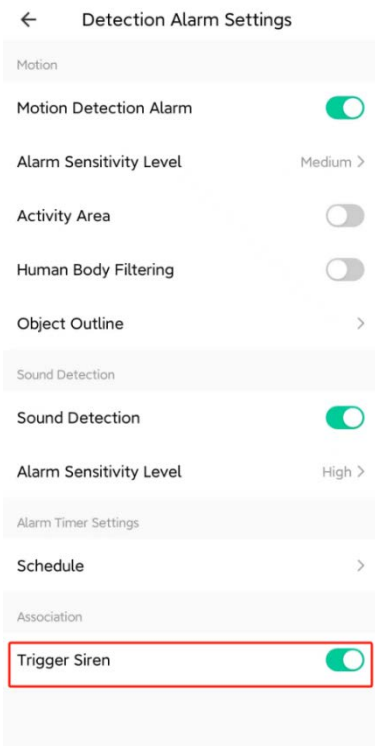 Detection Alarm Settings
Motion
Motion Detection Alarm
Alarm Sensitivity Level Medium
Activity Area
Human Body Filtering
Object Outline
Sound Detection
Sound Detection
Alarm Sensitivity Level High
Alarm Timer Settings
Schedule
Association
Trigger Siren